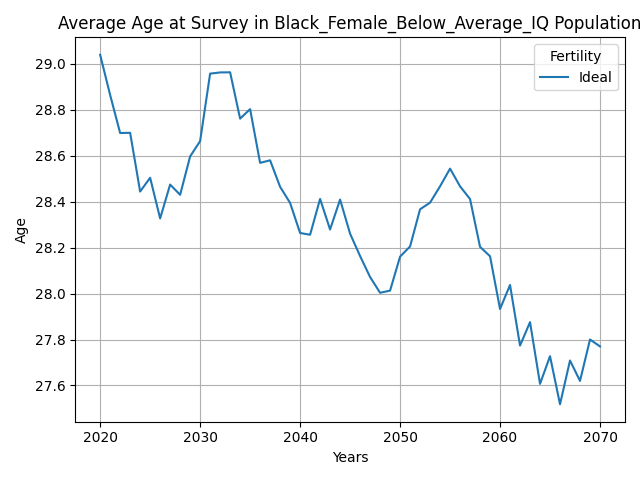 Average Age at Survey in Black_Female_Below_Average_IQ Population
Fertility
Ideal
Age
29.0
28.8
28.6
28.4
28.2
28.0
27.8
27.6
2020 2030 2040 2050 2060 2070
Years